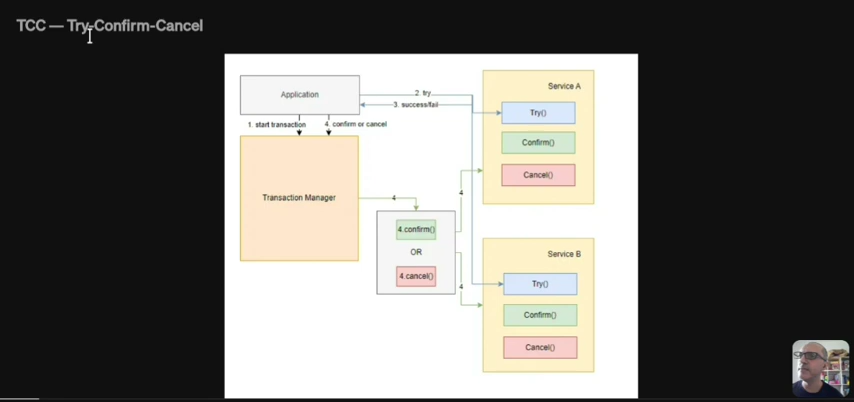 TCC — Try-Confirm-Cancel
Application
2. try
3. success/fail
1. start transaction
4. confirm or cancel
Service A
Try()
Confirm()
Cancel()
Transaction Manager
4
4
4.confirm()
OR
4.cancel()
4
Service B
Try()
Confirm()
Cancel()